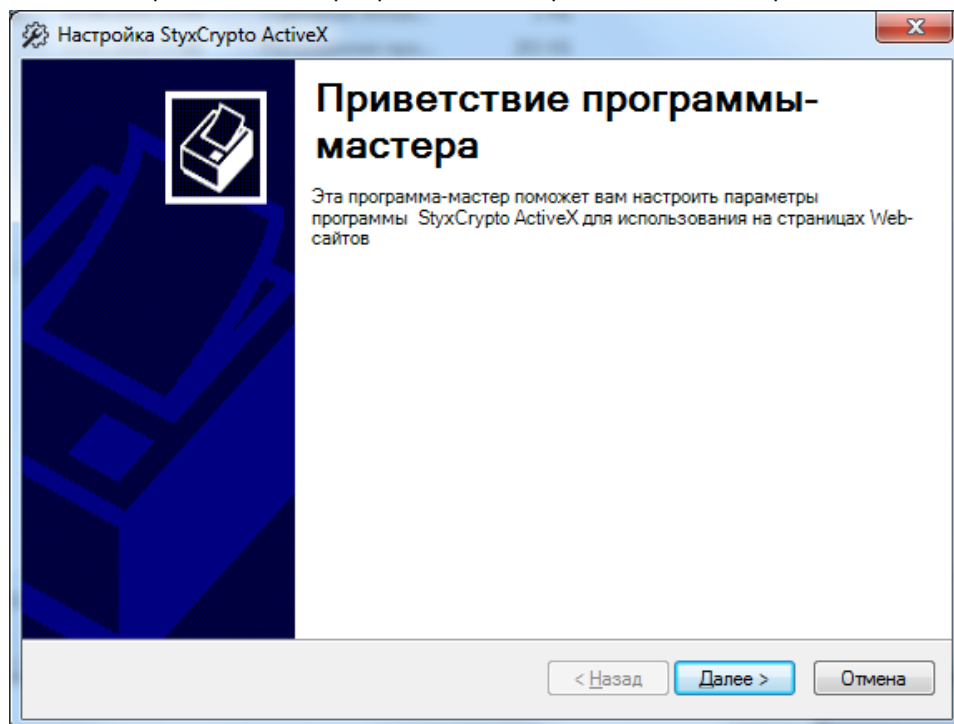 Настройка StyxCrypto ActiveX
Приветствие программы-
мастера
Эта программа-мастер поможет вам настроить параметры
программы StyxCrypto ActiveX для использования на страницах Web-
сайтов
< Назад
Далее >
Отмена